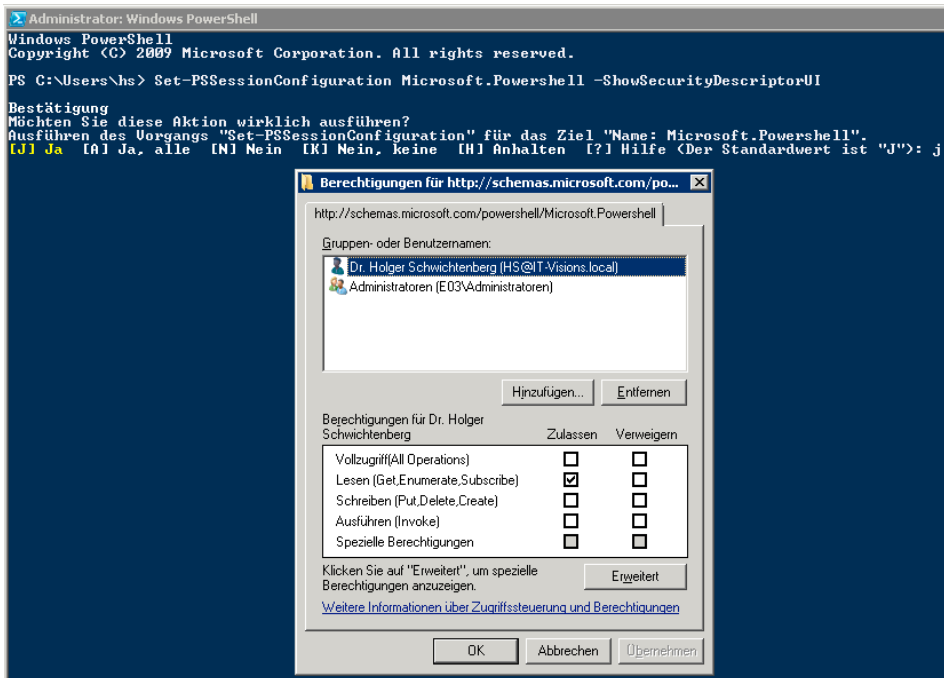 Administrator: Windows PowerShell
Windows PowerShell
Copyright (C) 2009 Microsoft Corporation. All rights reserved.
PS C:\Users\hs> Set-PSSessionConfiguration Microsoft.Powershell -ShowSecurityDescriptorUI
Bestätigung
Möchten Sie diese Aktion wirklich ausführen?
Ausführen des Vorgangs "Set-PSSessionConfiguration" für das Ziel "Name: Microsoft.Powershell".
[J] Ja  [A] Ja, alle  [N] Nein  [K] Nein, keine  [H] Anhalten  [?] Hilfe (Der Standardwert ist "J"): j
Berechtigungen für http://schemas.microsoft.com/po...
http://schemas.microsoft.com/powershell/Microsoft.Powershell
Gruppen- oder Benutzernamen:
Dr. Holger Schwichtenberg (HS@IT-Visions.local)
Administratoren (E03\Administratoren)
Hinzufügen... Entfernen
Berechtigungen für Dr. Holger
Schwichtenberg Zulassen Verweigern
Vollzugriff(All Operations)
Lesen (Get,Enumerate,Subscribe)
Schreiben (Put,Delete,Create)
Ausführen (Invoke)
Spezielle Berechtigungen
Klicken Sie auf "Erweitert", um spezielle
Berechtigungen anzuzeigen.
Erweitert
Weitere Informationen über Zugriffssteuerung und Berechtigungen
OK Abbrechen Übernehmen